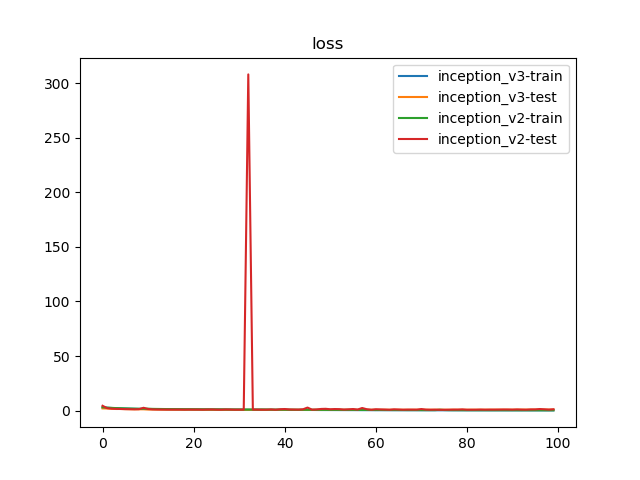 loss
300
250
200
150
100
50
0
0 20 40 60 80 100
inception_v3-train
inception_v3-test
inception_v2-train
inception_v2-test